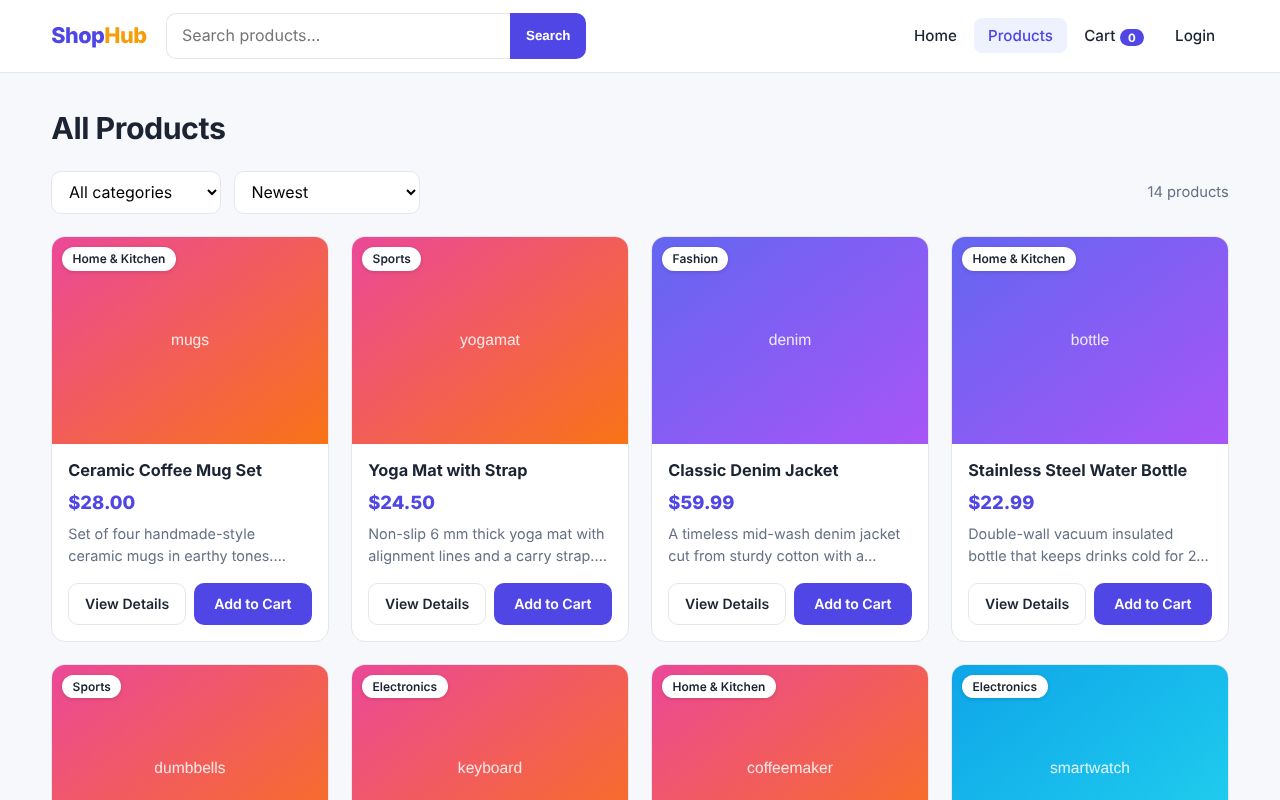 ShopHub
Search products...
Search
Home
Products
Cart 0
Login
All Products
All categories
Newest
14 products
Home & Kitchen
mugs
Ceramic Coffee Mug Set
$28.00
Set of four handmade-style
ceramic mugs in earthy tones....
View Details
Add to Cart
Sports
yogamat
Yoga Mat with Strap
$24.50
Non-slip 6 mm thick yoga mat with
alignment lines and a carry strap....
View Details
Add to Cart
Fashion
denim
Classic Denim Jacket
$59.99
A timeless mid-wash denim jacket
cut from sturdy cotton with a...
View Details
Add to Cart
Home & Kitchen
bottle
Stainless Steel Water Bottle
$22.99
Double-wall vacuum insulated
bottle that keeps drinks cold for 2...
View Details
Add to Cart
Sports
dumbbells
Electronics
keyboard
Home & Kitchen
coffeemaker
Electronics
smartwatch